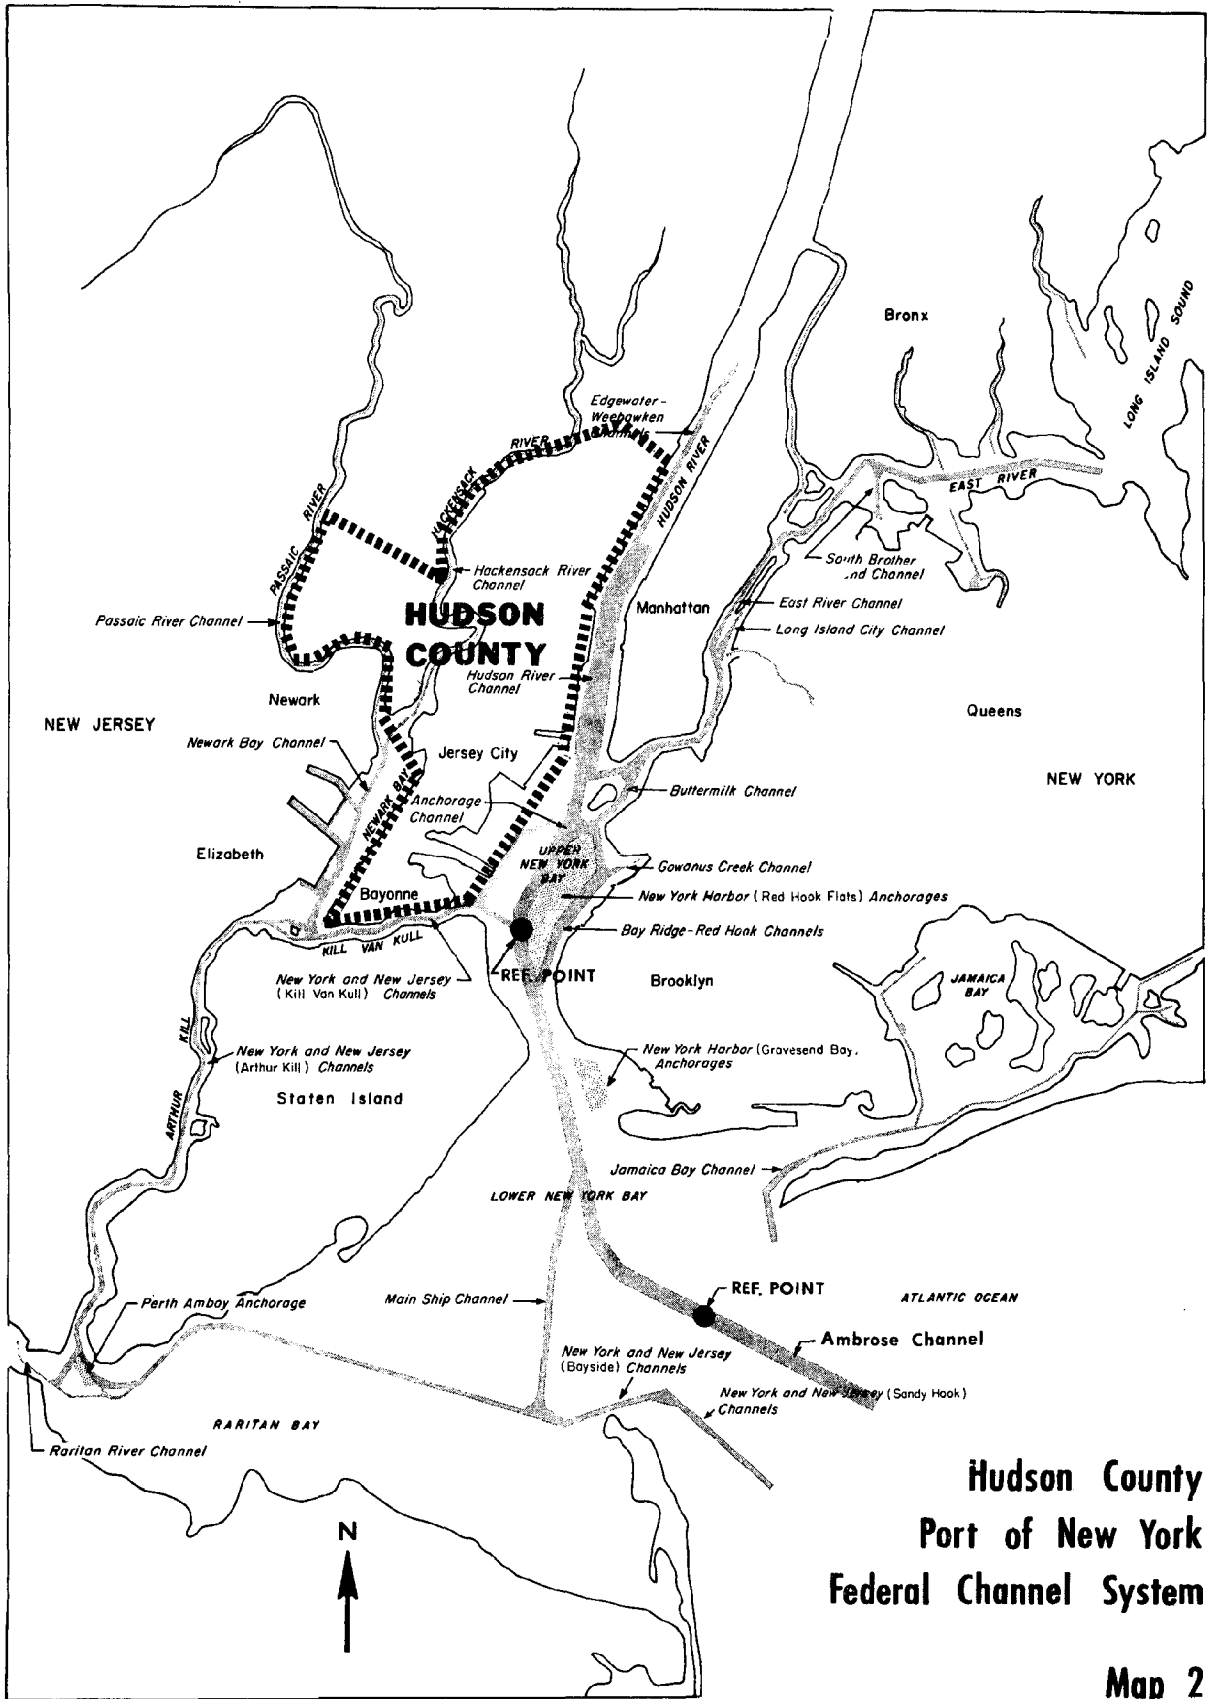 Bronx
LONG ISLAND SOUND
Edgewater-
Weehawken
HACKENSACK RIVER
HUDSON RIVER
EAST RIVER
PASSAIC RIVER
South Brother
nd Channel
Hackensack River
Channel
HUDSON
COUNTY
Manhattan
East River Channel
Passaic River Channel
Long Island City Channel
Hudson River
Channel
Newark
NEW JERSEY
Queens
Newark Bay Channel
Jersey City
NEW YORK
Buttermilk Channel
NEWARK BAY
Anchorage
Channel
Elizabeth
UPPER
NEW YORK
BAY
Gowanus Creek Channel
Bayonne
New York Harbor (Red Hook Flats) Anchorages
Bay Ridge-Red Hook Channels
KILL VAN KULL
REF. POINT
Brooklyn
New York and New Jersey
(Kill Van Kull) Channels
JAMAICA
BAY
ARTHUR KILL
New York and New Jersey
(Arthur Kill) Channels
New York Harbor (Gravesend Bay,
Anchorages
Staten Island
Jamaica Bay Channel
LOWER NEW YORK BAY
Perth Amboy Anchorage
Main Ship Channel
REF. POINT
ATLANTIC OCEAN
Ambrose Channel
New York and New Jersey
(Bayside) Channels
New York and New Jersey (Sandy Hook)
Channels
RARITAN BAY
Raritan River Channel
N
Hudson County
Port of New York
Federal Channel System
Map 2